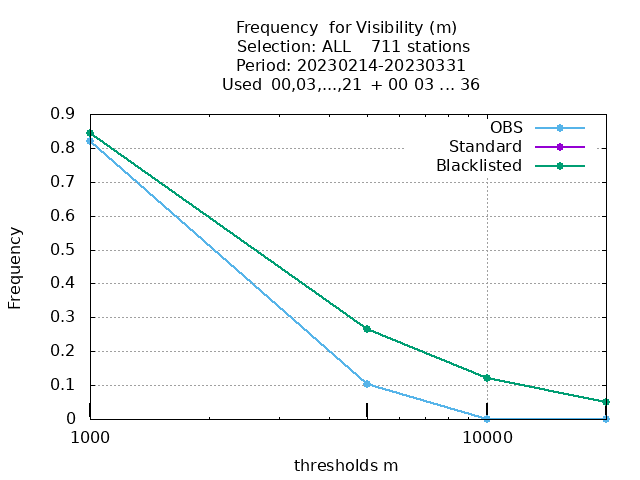 Frequency  for Visibility (m)
Selection: ALL    711 stations
Period: 20230214-20230331
Used  00,03,...,21  + 00 03 ... 36
OBS
Standard
Blacklisted
0.9
0.8
0.7
0.6
0.5
0.4
0.3
0.2
0.1
0
Frequency
1000
10000
thresholds m